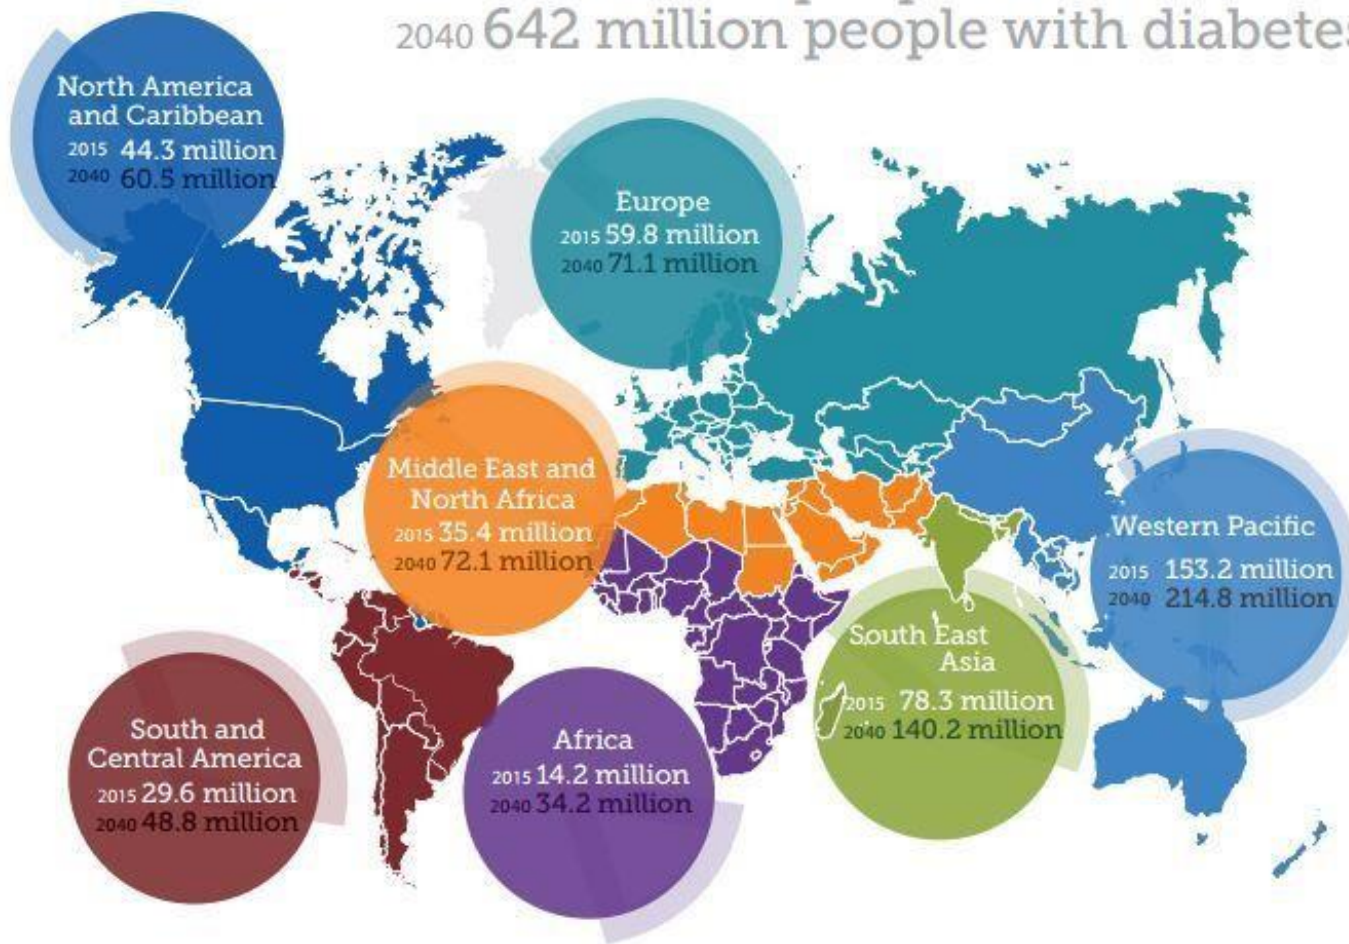 2040 642 million people with diabetes
North America
and Caribbean
2015 44.3 million
2040 60.5 million
Europe
2015 59.8 million
2040 71.1 million
Middle East and
North Africa
2015 35.4 million
2040 72.1 million
Western Pacific
2015 153.2 million
2040 214.8 million
South East
Asia
2015 78.3 million
2040 140.2 million
South and
Central America
2015 29.6 million
2040 48.8 million
Africa
2015 14.2 million
2040 34.2 million